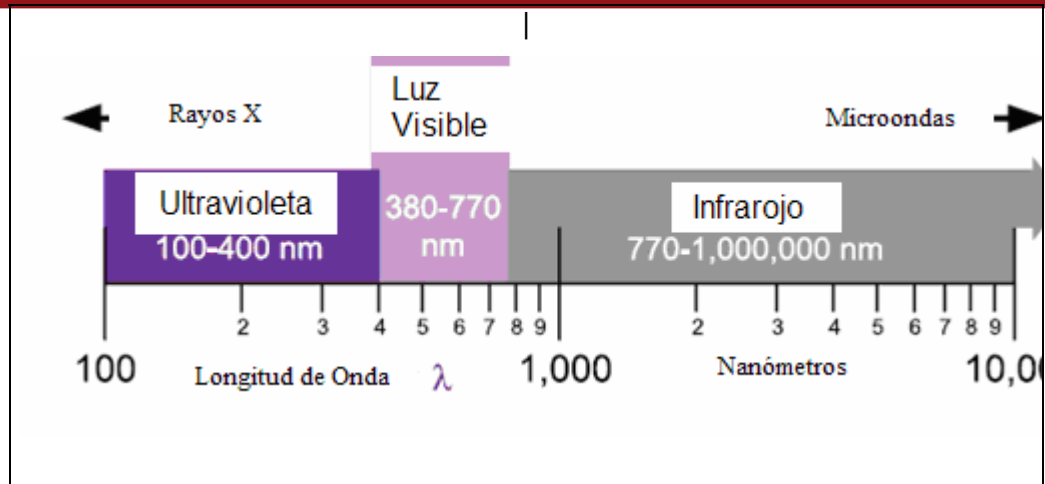 Luz
Visible
Rayos X
Microondas
Ultravioleta
100-400 nm
380-770
nm
Infrarojo
770-1,000,000 nm
2 3 4 5 6 7 8 9 2 3 4 5 6 7 8 9
100 Longitud de Onda λ 1,000 Nanómetros 10,00